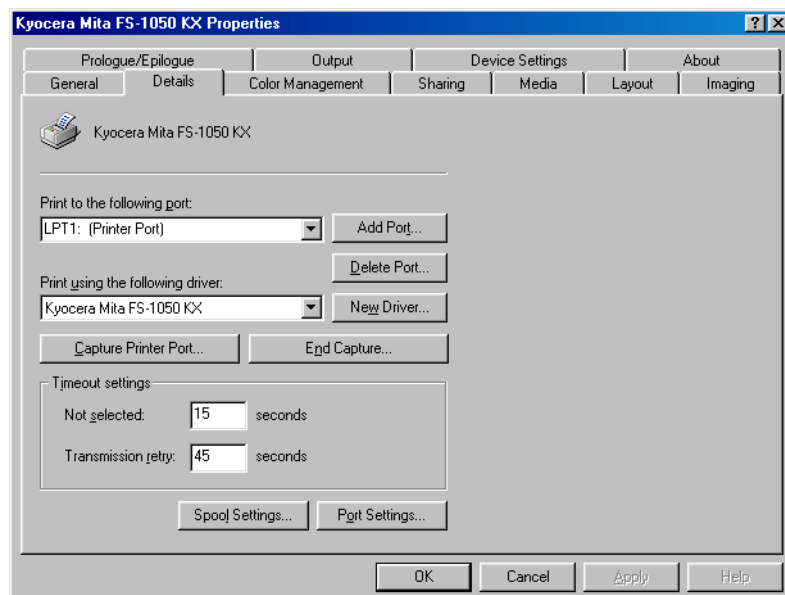 Kyocera Mita FS-1050 KX Properties
Prologue/Epilogue Output Device Settings About
General Details Color Management Sharing Media Layout Imaging
Kyocera Mita FS-1050 KX
Print to the following port:
LPT1: (Printer Port) Add Port...
Delete Port...
Print using the following driver:
Kyocera Mita FS-1050 KX New Driver...
Capture Printer Port... End Capture...
Timeout settings
Not selected: 15 seconds
Transmission retry: 45 seconds
Spool Settings... Port Settings...
OK Cancel Apply Help